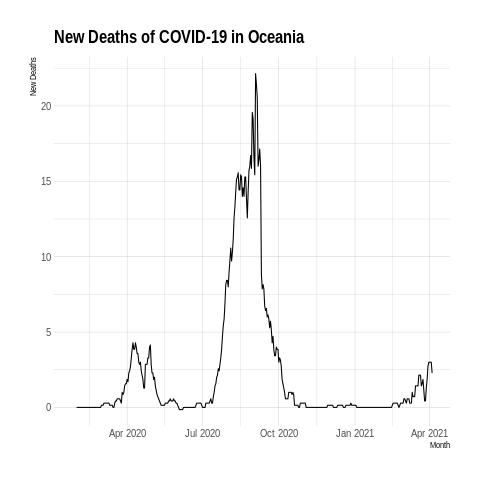 New Deaths of COVID-19 in Oceania
New Deaths
20
15
10
5
0
Apr 2020 Jul 2020 Oct 2020 Jan 2021 Apr 2021
Month